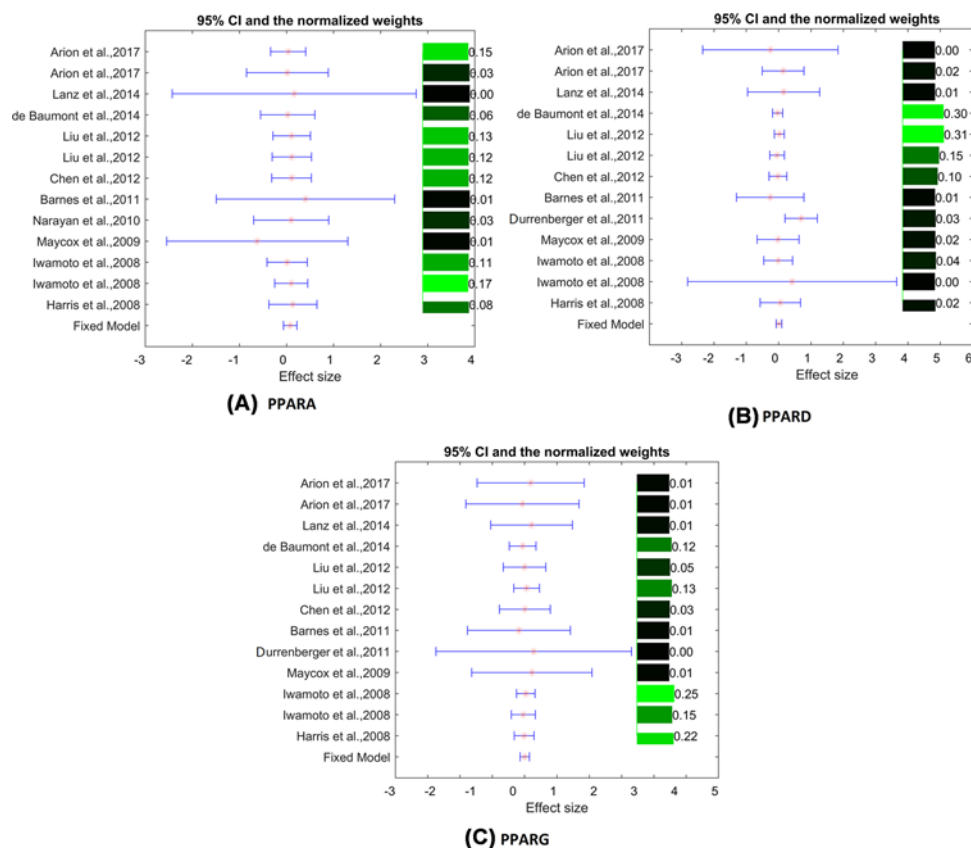 95% CI and the normalized weights
Arion et al.,2017 0.15
Arion et al.,2017 0.03
Lanz et al.,2014 0.00
de Baumont et al.,2014 0.06
Liu et al.,2012 0.13
Liu et al.,2012 0.12
Chen et al.,2012 0.12
Barnes et al.,2011 0.01
Narayan et al.,2010 0.03
Maycox et al.,2009 0.01
Iwamoto et al.,2008 0.11
Iwamoto et al.,2008 0.17
Harris et al.,2008 0.08
Fixed Model
-3 -2 -1 0 1 2 3 4
Effect size
(A) PPARA
95% CI and the normalized weights
Arion et al.,2017 0.00
Arion et al.,2017 0.02
Lanz et al.,2014 0.01
de Baumont et al.,2014 0.30
Liu et al.,2012 0.31
Liu et al.,2012 0.15
Chen et al.,2012 0.10
Barnes et al.,2011 0.01
Durrenberger et al.,2011 0.03
Maycox et al.,2009 0.02
Iwamoto et al.,2008 0.04
Iwamoto et al.,2008 0.00
Harris et al.,2008 0.02
Fixed Model
-3 -2 -1 0 1 2 3 4 5 6
Effect size
(B) PPARD
95% CI and the normalized weights
Arion et al.,2017 0.01
Arion et al.,2017 0.01
Lanz et al.,2014 0.01
de Baumont et al.,2014 0.12
Liu et al.,2012 0.05
Liu et al.,2012 0.13
Chen et al.,2012 0.03
Barnes et al.,2011 0.01
Durrenberger et al.,2011 0.00
Maycox et al.,2009 0.01
Iwamoto et al.,2008 0.25
Iwamoto et al.,2008 0.15
Harris et al.,2008 0.22
Fixed Model
-3 -2 -1 0 1 2 3 4 5
Effect size
(C) PPARG